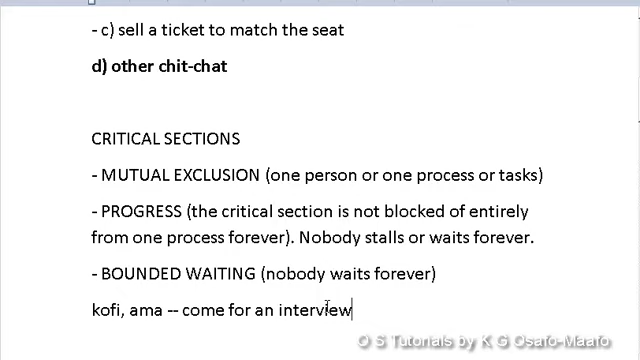 - c) sell a ticket to match the seat
d) other chit-chat
CRITICAL SECTIONS
- MUTUAL EXCLUSION (one person or one process or tasks)
- PROGRESS (the critical section is not blocked of entirely
from one process forever). Nobody stalls or waits forever.
- BOUNDED WAITING (nobody waits forever)
kofi, ama -- come for an interview
O S Tutorials by K G Osafo-Maafo